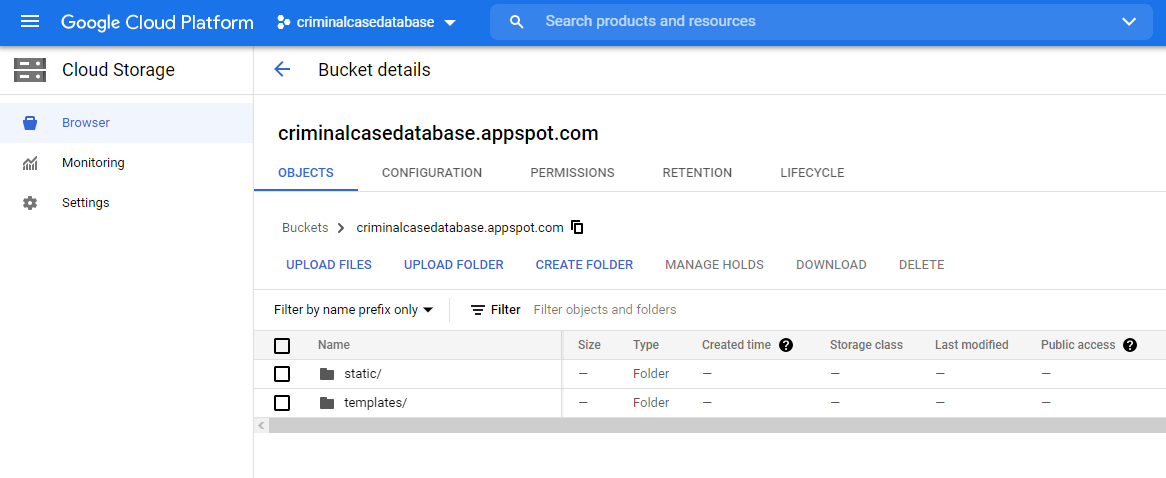 Google Cloud Platform criminalcasedatabase Search products and resources
Cloud Storage Bucket details
Browser
Monitoring
Settings
criminalcasedatabase.appspot.com
OBJECTS CONFIGURATION PERMISSIONS RETENTION LIFECYCLE
Buckets > criminalcasedatabase.appspot.com
UPLOAD FILES UPLOAD FOLDER CREATE FOLDER MANAGE HOLDS DOWNLOAD DELETE
Filter by name prefix only Filter Filter objects and folders
Name Size Type Created time ? Storage class Last modified Public access ?
static/ — Folder — — — —
templates/ — Folder — — — —